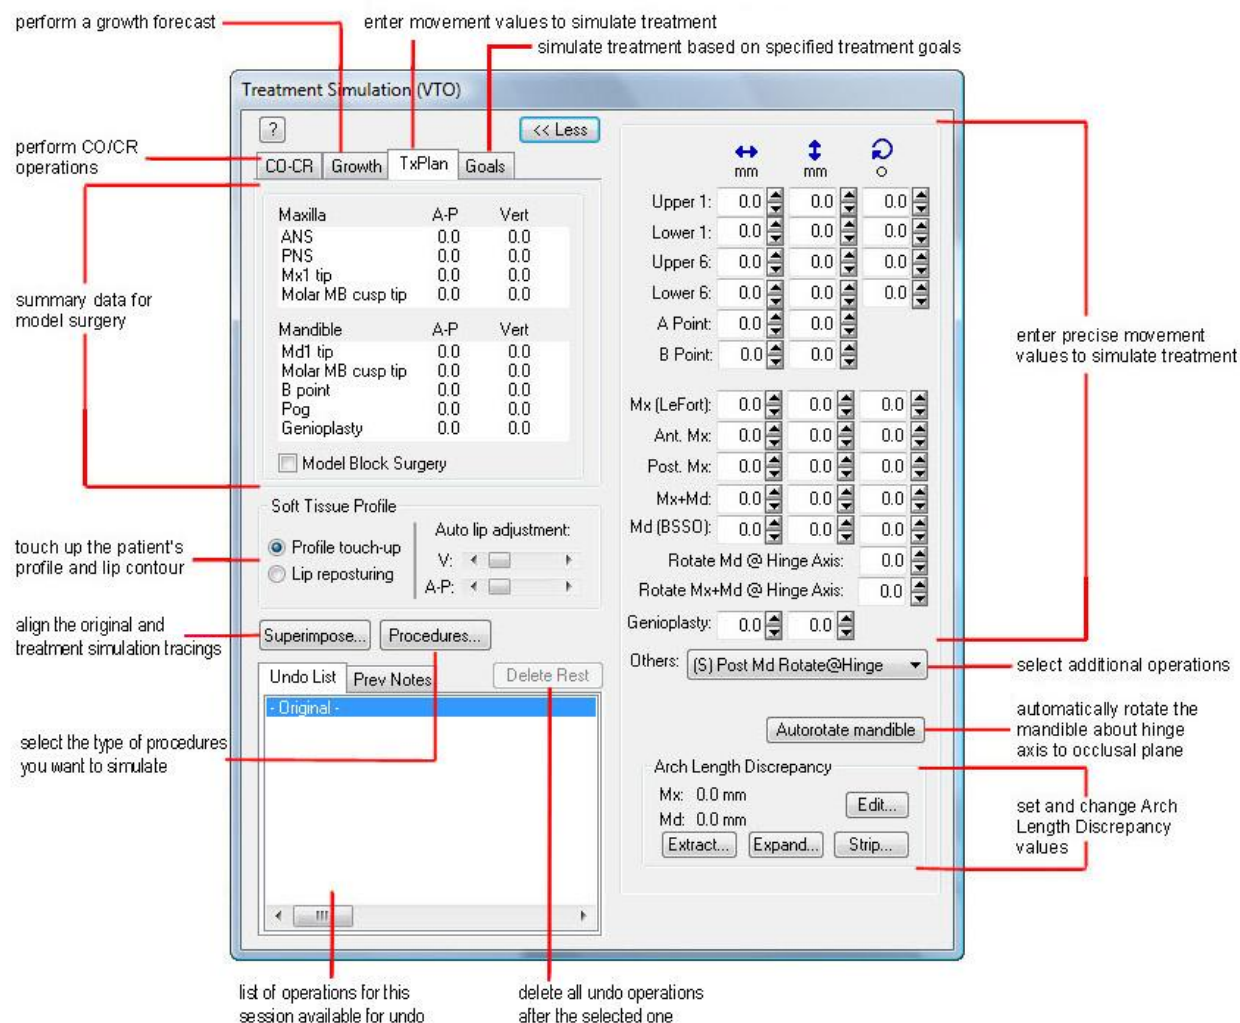 perform a growth forecast
enter movement values to simulate treatment
simulate treatment based on specified treatment goals
Treatment Simulation (VTO)
?
<< Less
perform CO/CR
operations
CO-CR Growth TxPlan Goals
summary data for
model surgery
Maxilla A-P Vert
ANS 0.0 0.0
PNS 0.0 0.0
Mx1 tip 0.0 0.0
Molar MB cusp tip 0.0 0.0
Mandible A-P Vert
Md1 tip 0.0 0.0
Molar MB cusp tip 0.0 0.0
B point 0.0 0.0
Pog 0.0 0.0
Genioplasty 0.0 0.0
Model Block Surgery
Soft Tissue Profile
touch up the patient's
profile and lip contour
Profile touch-up
Lip reposturing
Auto lip adjustment:
V:
A-P:
align the original and
treatment simulation tracings
Superimpose... Procedures...
Undo List Prev Notes Delete Rest
- Original -
select the type of procedures
you want to simulate
list of operations for this
session available for undo
delete all undo operations
after the selected one
mm mm
Upper 1: 0.0 0.0 0.0
Lower 1: 0.0 0.0 0.0
Upper 6: 0.0 0.0 0.0
Lower 6: 0.0 0.0 0.0
A Point: 0.0 0.0
B Point: 0.0 0.0
enter precise movement
values to simulate treatment
Mx (LeFort): 0.0 0.0 0.0
Ant. Mx: 0.0 0.0 0.0
Post. Mx: 0.0 0.0 0.0
Mx+Md: 0.0 0.0 0.0
Md (BSSO): 0.0 0.0 0.0
Rotate Md @ Hinge Axis: 0.0
Rotate Mx+Md @ Hinge Axis: 0.0
Genioplasty: 0.0 0.0
Others: (S) Post Md Rotate@Hinge
select additional operations
Autorotate mandible
automatically rotate the
mandible about hinge
axis to occlusal plane
Arch Length Discrepancy
Mx: 0.0 mm
Md: 0.0 mm
Edit...
Extract... Expand... Strip...
set and change Arch
Length Discrepancy
values